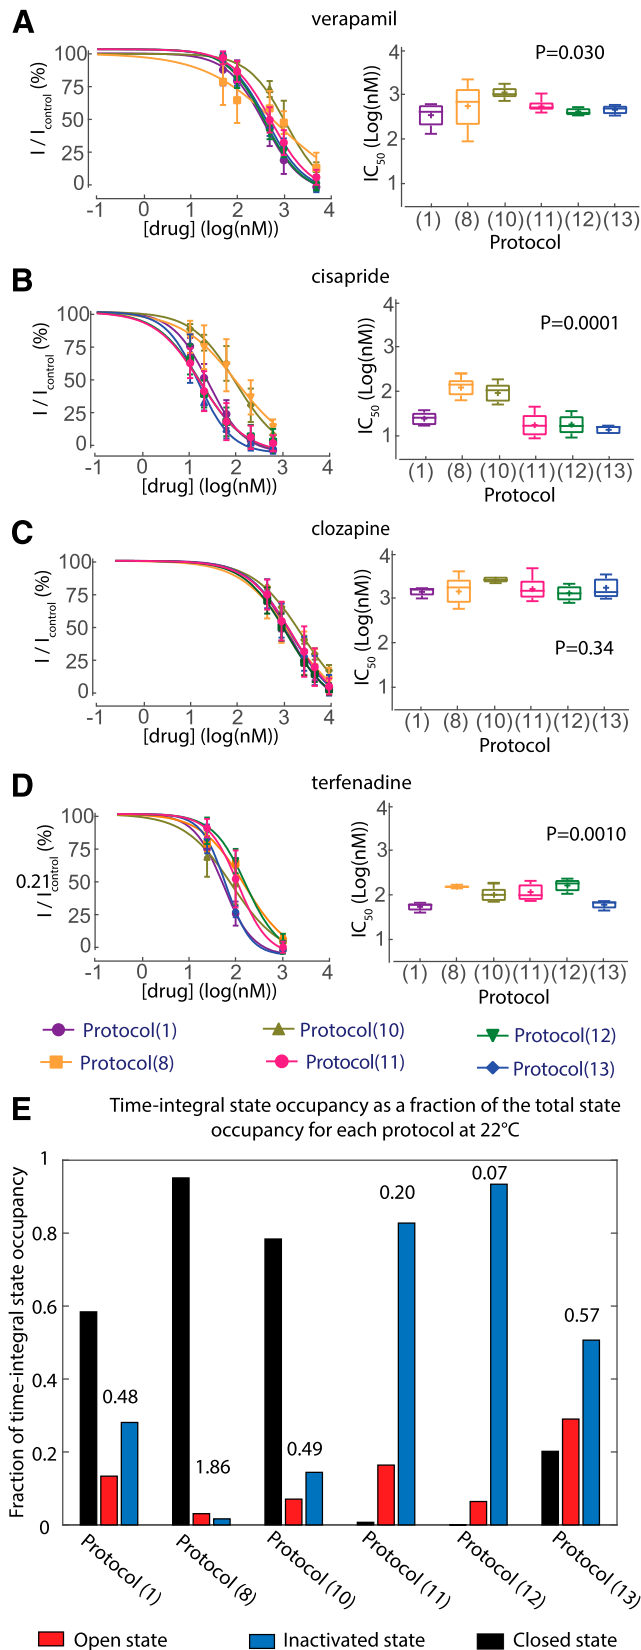 A
verapamil
100
75
50
25
0
I / Icontrol (%)
-1 0 1 2 3 4
[drug] (log(nM))
4
3
2
1
IC50 (Log(nM))
P=0.030
(1) (8) (10) (11) (12) (13)
Protocol
B
cisapride
100
75
50
25
0
I / Icontrol (%)
-1 0 1 2 3 4
[drug] (log(nM))
4
3
2
1
IC50 (Log(nM))
P=0.0001
(1) (8) (10) (11) (12) (13)
Protocol
C
clozapine
100
75
50
25
0
I / Icontrol (%)
-1 0 1 2 3 4
[drug] (log(nM))
4
3
2
1
IC50 (Log(nM))
P=0.34
(1) (8) (10) (11) (12) (13)
Protocol
D
terfenadine
100
75
50
25
0
0.21
I / Icontrol (%)
-1 0 1 2 3 4
[drug] (log(nM))
4
3
2
1
IC50 (Log(nM))
P=0.0010
(1) (8) (10) (11) (12) (13)
Protocol
Protocol(1)
Protocol(10)
Protocol(12)
Protocol(8)
Protocol(11)
Protocol(13)
E
Time-integral state occupancy as a fraction of the total state
occupancy for each protocol at 22°C
1
0.8
0.6
0.4
0.2
0
Fraction of time-integral state occupancy
0.48
1.86
0.49
0.20
0.07
0.57
Protocol (1)
Protocol (8)
Protocol (10)
Protocol (11)
Protocol (12)
Protocol (13)
Open state
Inactivated state
Closed state